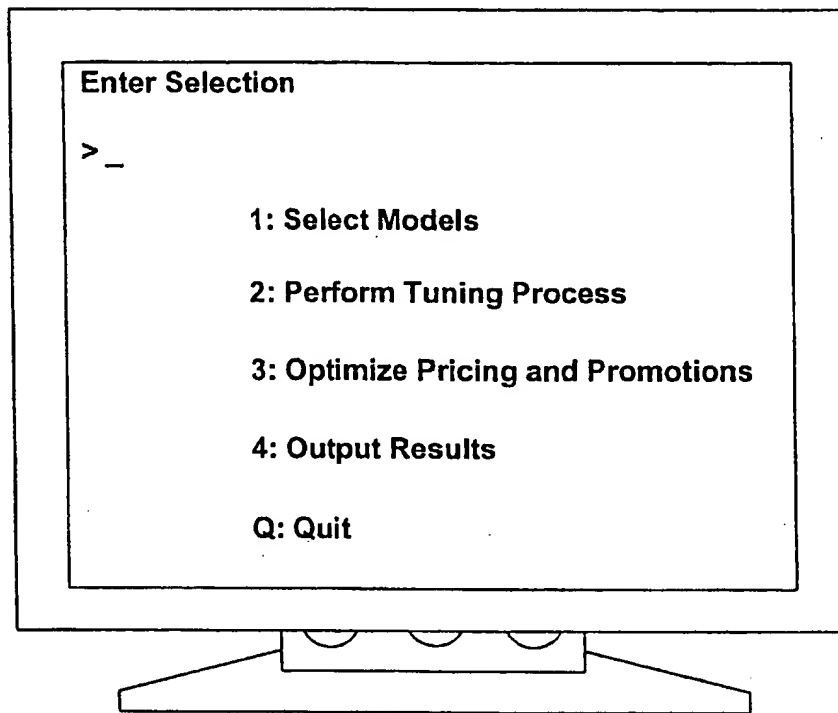 Enter Selection
>_
1: Select Models
2: Perform Tuning Process
3: Optimize Pricing and Promotions
4: Output Results
Q: Quit